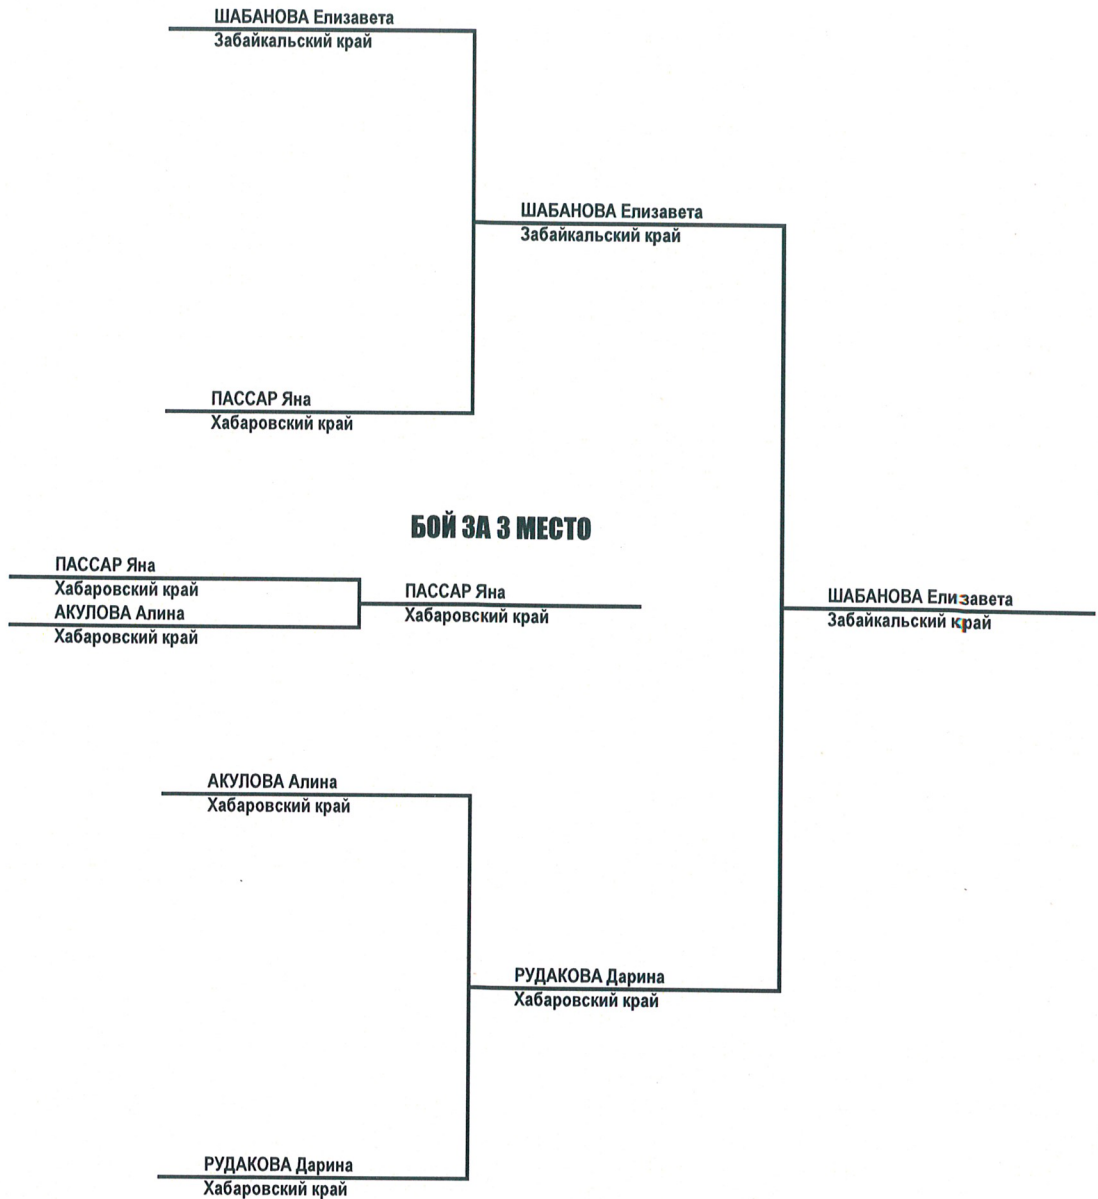 ШАБАНОВА Елизавета
Забайкальский край
ШАБАНОВА Елизавета
Забайкальский край
ПАССАР Яна
Хабаровский край
БОЙ ЗА 3 МЕСТО
ПАССАР Яна
Хабаровский край
АКУЛОВА Алина
Хабаровский край
ПАССАР Яна
Хабаровский край
ШАБАНОВА Елизавета
Забайкальский край
АКУЛОВА Алина
Хабаровский край
РУДАКОВА Дарина
Хабаровский край
РУДАКОВА Дарина
Хабаровский край